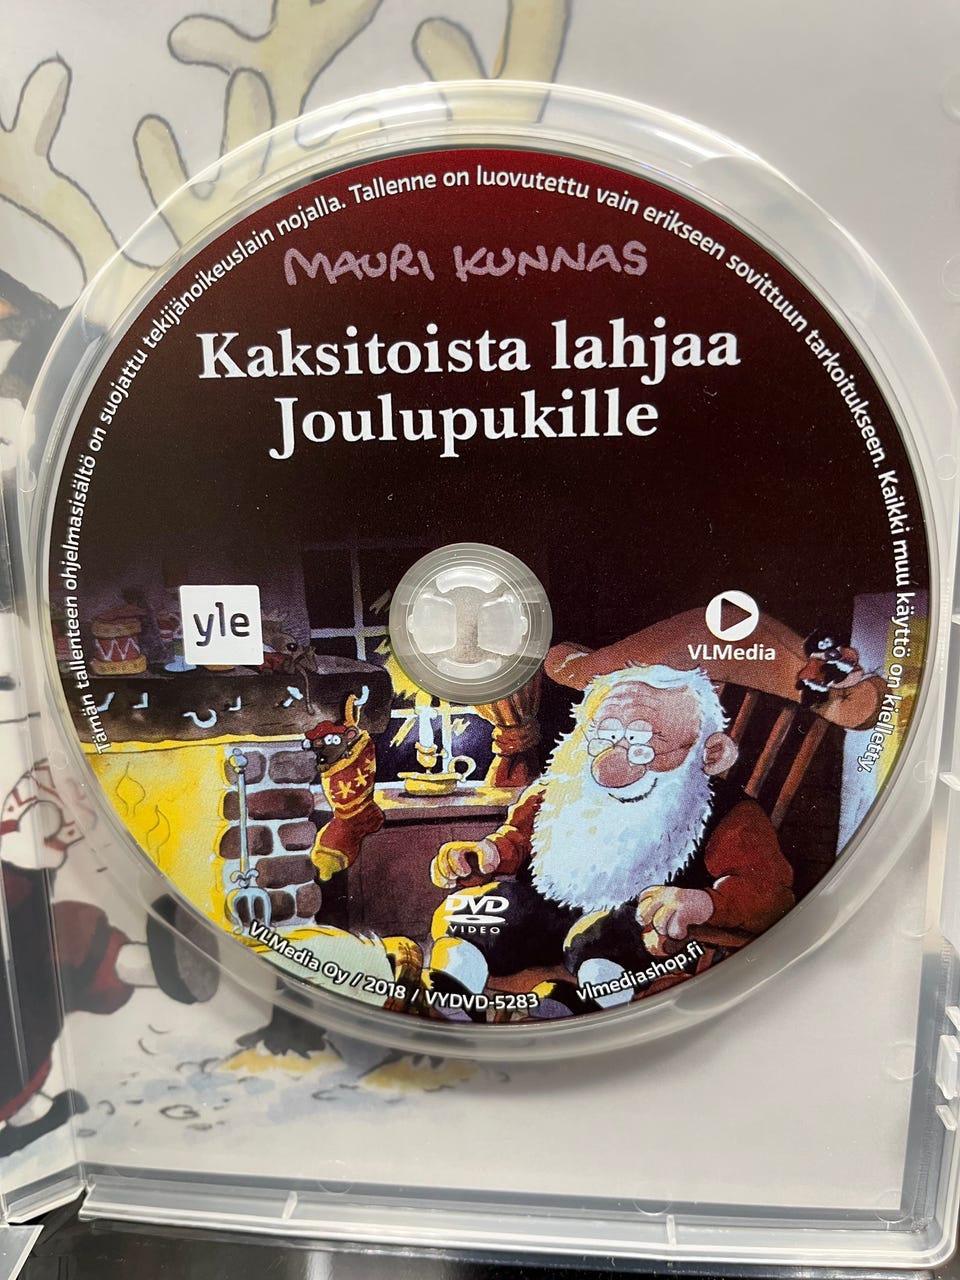 Tämän tallenteen ohjelmasisältö on suojattu tekijänoikeuslain nojalla. Tallenne on luovutettu vain erikseen sovittuun tarkoitukseen. Kaikki muu käyttö on kielletty.
MAURI KUNNAS
Kaksitoista lahjaa
Joulupukille
yle
VLMedia
DVD
VIDEO
VLMedia Oy / 2018 / VYDVD-5283
vlmediashop.fi